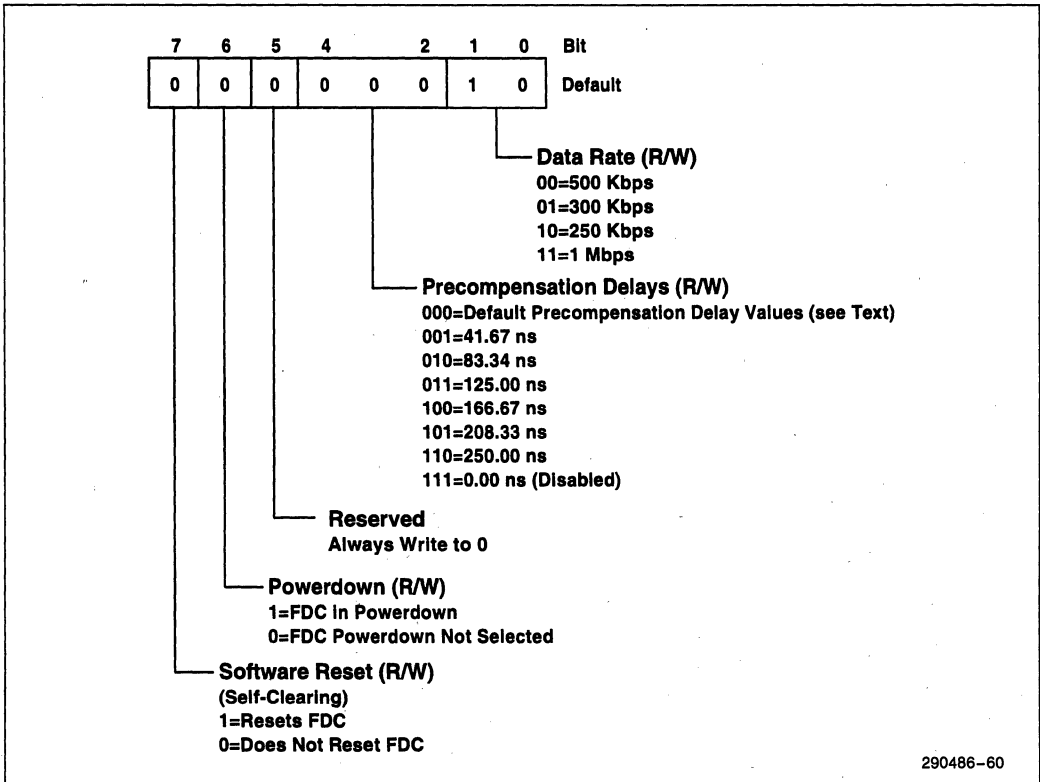 7 6 5 4 2 1 0 Bit
0 0 0 0 0 0 1 0 Default
Data Rate (R/W)
00=500 Kbps
01=300 Kbps
10=250 Kbps
11=1 Mbps
Precompensation Delays (R/W)
000=Default Precompensation Delay Values (see Text)
001=41.67 ns
010=83.34 ns
011=125.00 ns
100=166.67 ns
101=208.33 ns
110=250.00 ns
111=0.00 ns (Disabled)
Reserved
Always Write to 0
Powerdown (R/W)
1=FDC in Powerdown
0=FDC Powerdown Not Selected
Software Reset (R/W)
(Self-Clearing)
1=Resets FDC
0=Does Not Reset FDC
290486–60